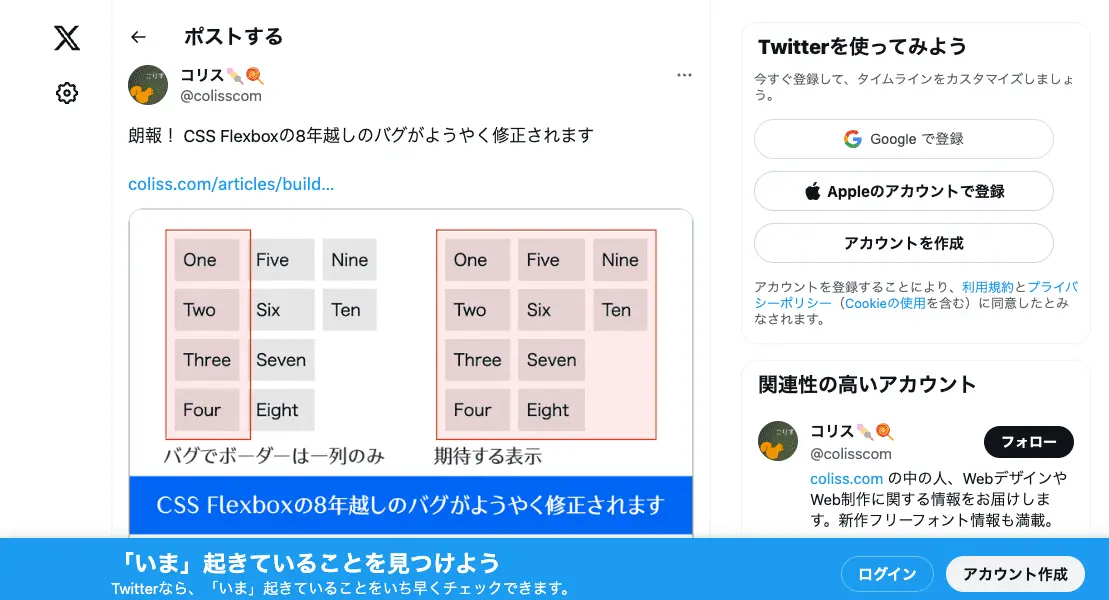 ポストする
コリス
@colisscom
朗報！ CSS Flexboxの8年越しのバグがようやく修正されます
coliss.com/articles/build...
One Five Nine
Two Six Ten
Three Seven
Four Eight
バグでボーダーは一列のみ
One Five Nine
Two Six Ten
Three Seven
Four Eight
期待する表示
CSS Flexboxの8年越しのバグがようやく修正されます
Twitterを使ってみよう
今すぐ登録して、タイムラインをカスタマイズしましょ
う。
Google で登録
Appleのアカウントで登録
アカウントを作成
アカウントを登録することにより、利用規約とプライバ
シーポリシー（Cookieの使用を含む）に同意したとみ
なされます。
関連性の高いアカウント
コリス
@colisscom
フォロー
coliss.com の中の人、Webデザインや
Web制作に関する情報をお届けしま
す。新作フリーフォント情報も満載。
「いま」起きていることを見つけよう
Twitterなら、「いま」起きていることをいち早くチェックできます。
ログイン
アカウント作成